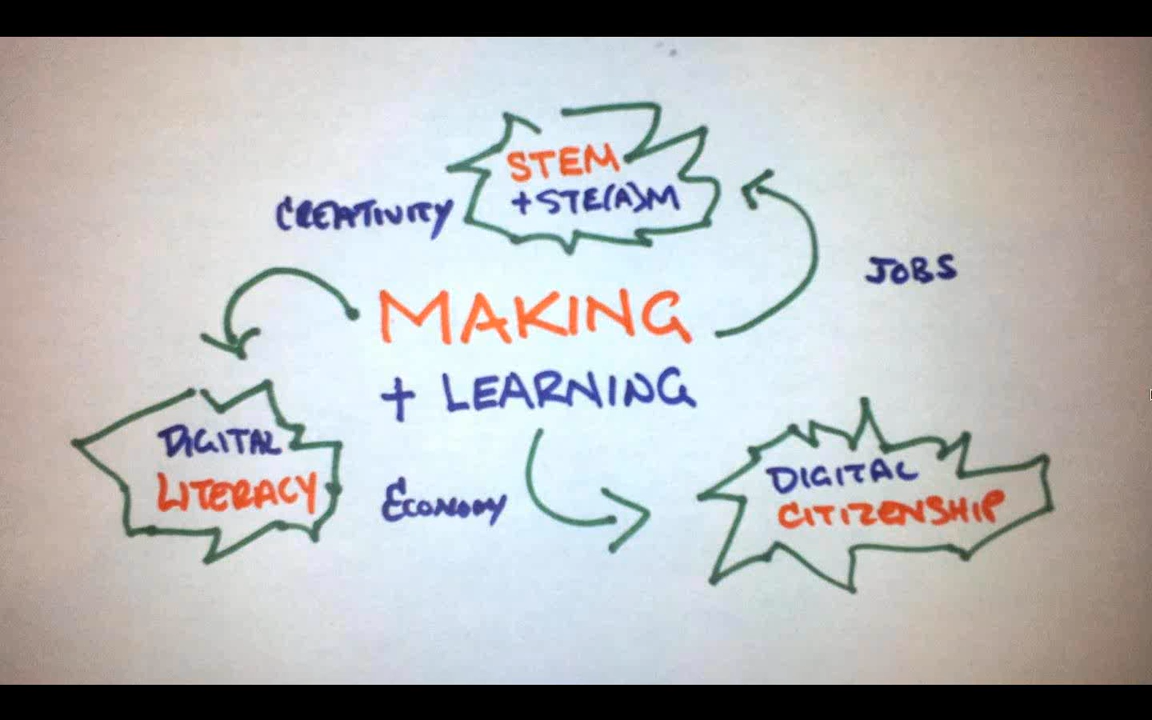 STEM
+ STE(A)M
CREATIVITY
JOBS
MAKING
+ LEARNING
DIGITAL
LITERACY
ECONOMY
DIGITAL
CITIZENSHIP